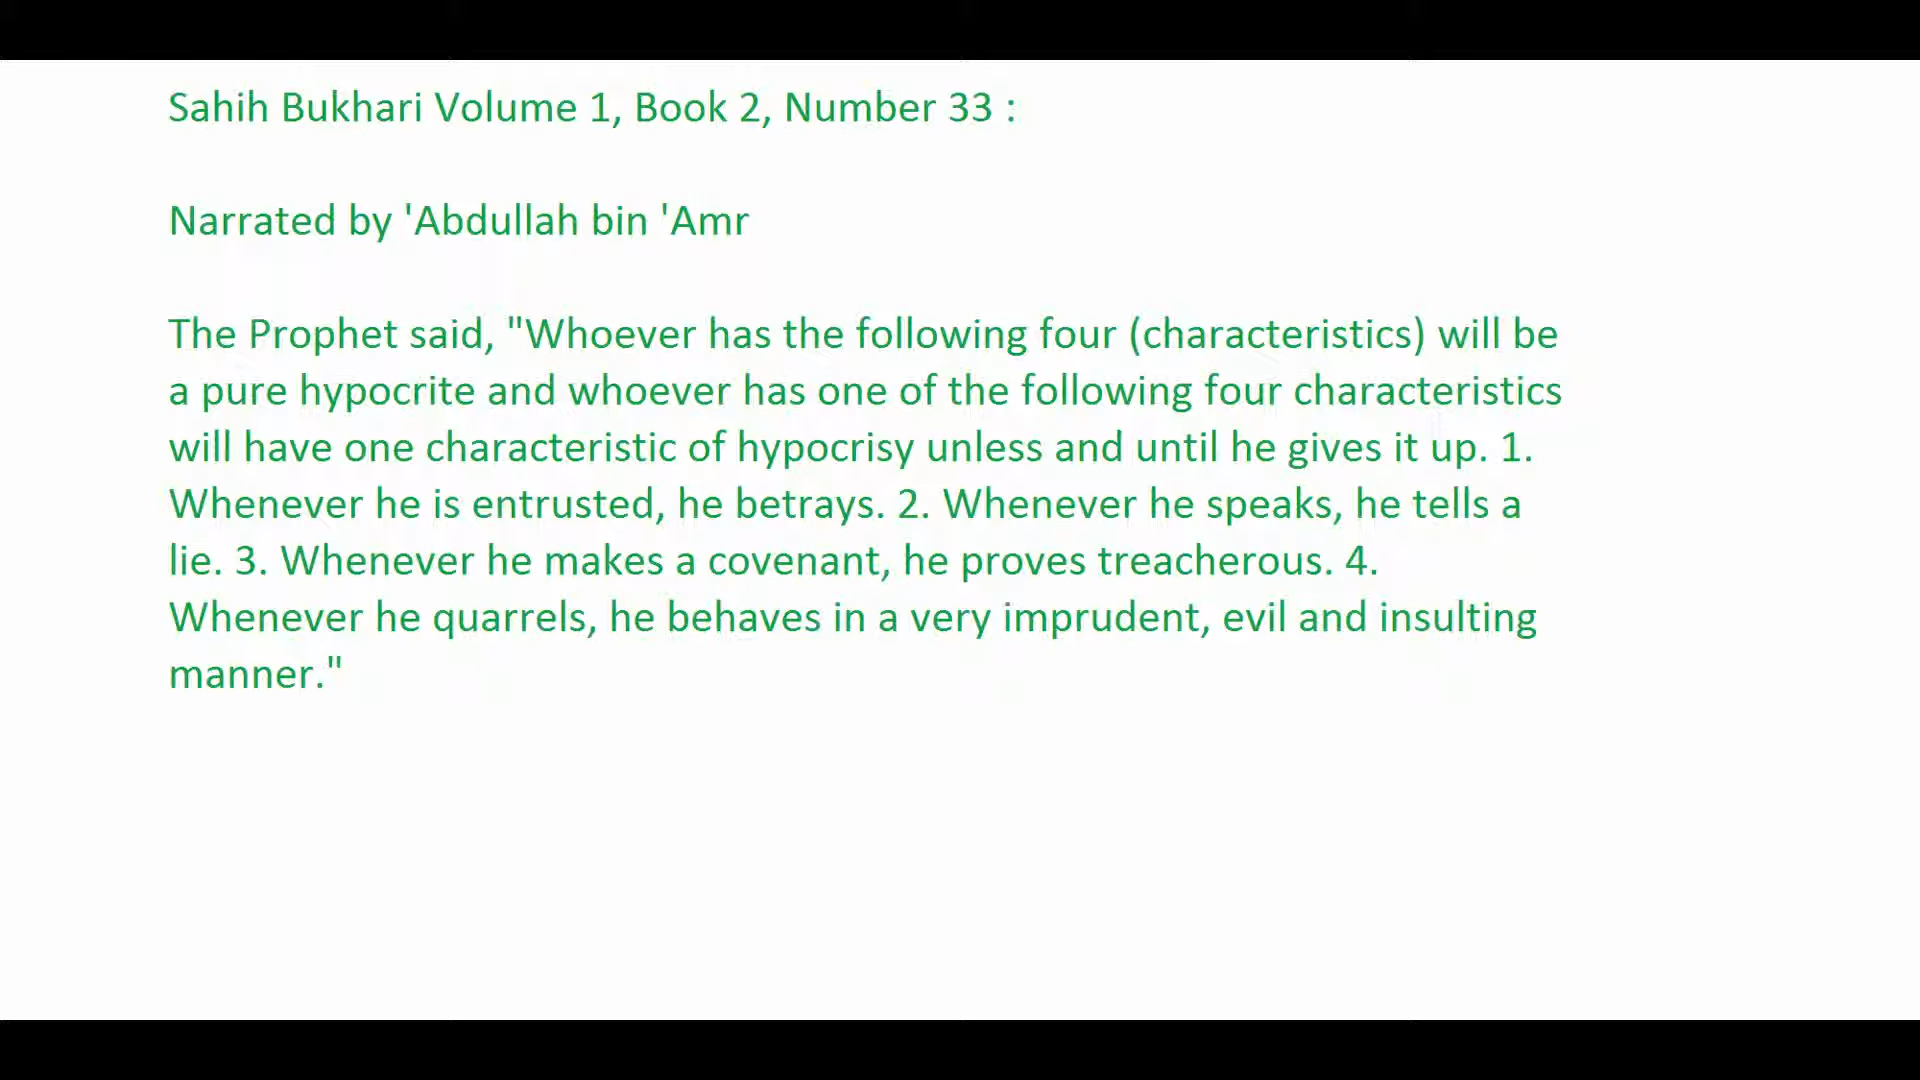 Sahih Bukhari Volume 1, Book 2, Number 33 :
Narrated by 'Abdullah bin 'Amr
The Prophet said, "Whoever has the following four (characteristics) will be
a pure hypocrite and whoever has one of the following four characteristics
will have one characteristic of hypocrisy unless and until he gives it up. 1.
Whenever he is entrusted, he betrays. 2. Whenever he speaks, he tells a
lie. 3. Whenever he makes a covenant, he proves treacherous. 4.
Whenever he quarrels, he behaves in a very imprudent, evil and insulting
manner."